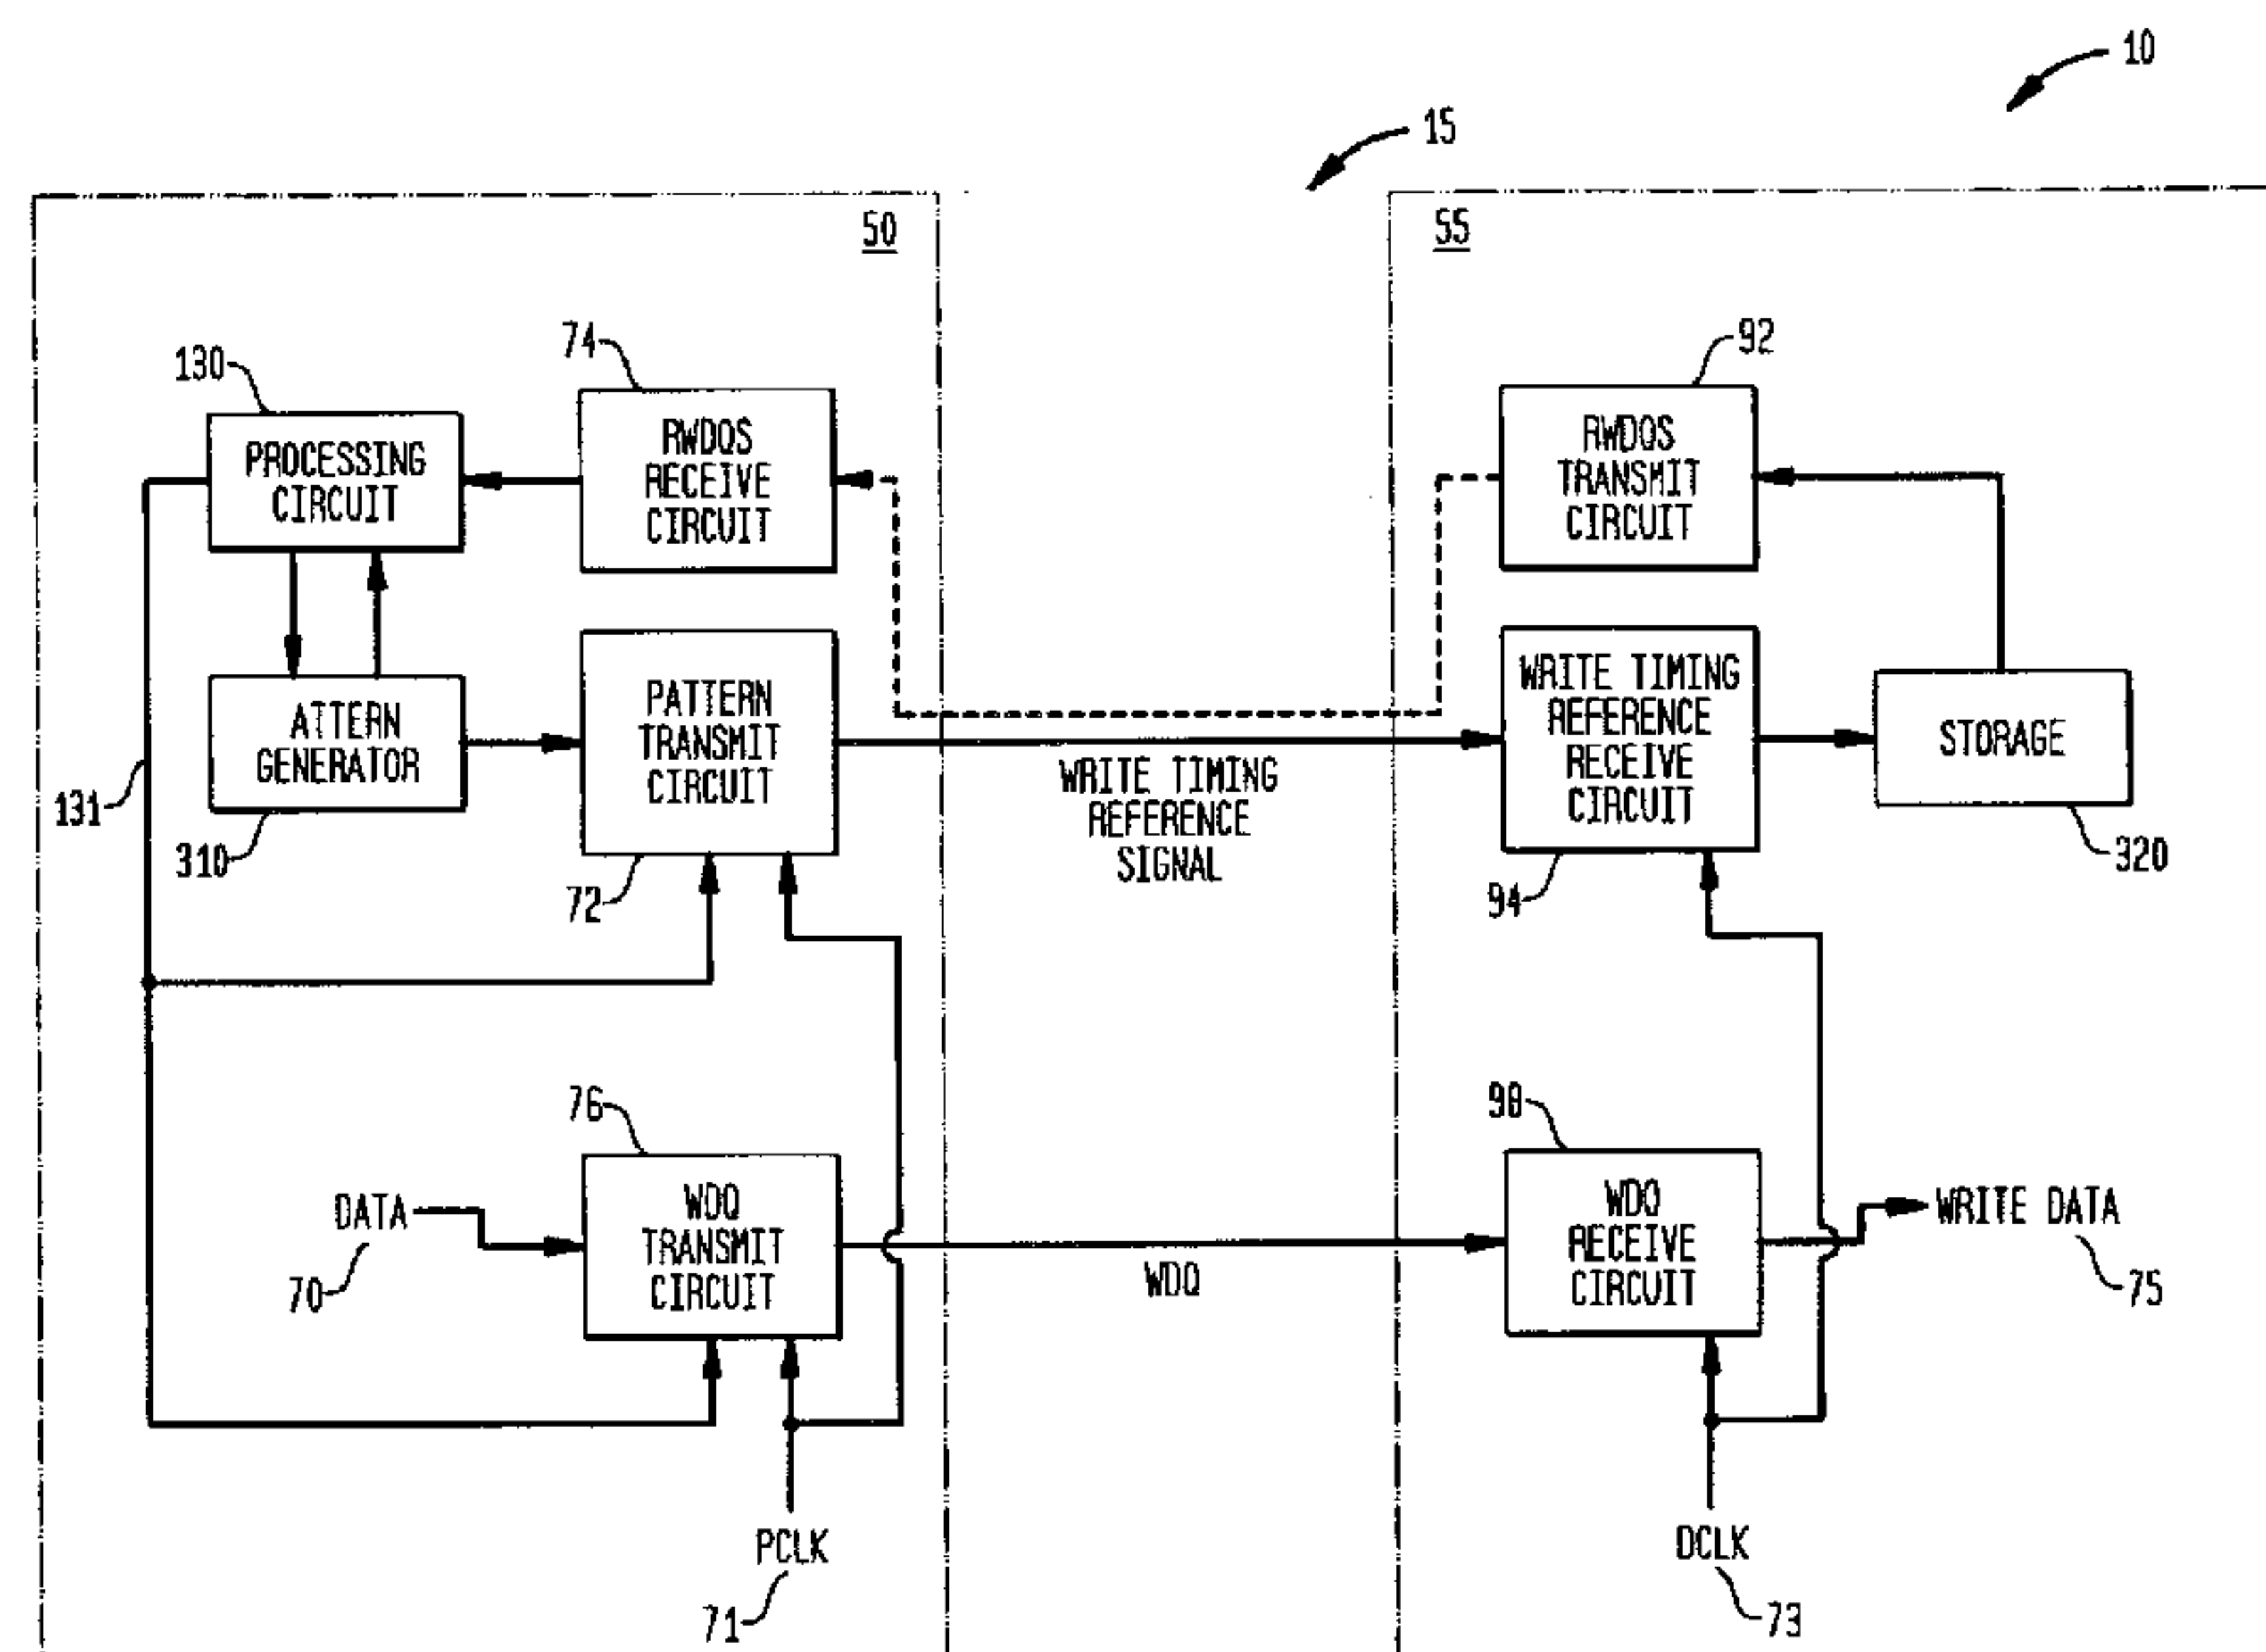 10
15
50
55
74
92
130
RWDQS
RECEIVE
CIRCUIT
RWDQS
TRANSMIT
CIRCUIT
PROCESSING
CIRCUIT
WRITE TIMING
REFERENCE
RECEIVE
CIRCUIT
PATTERN
TRANSMIT
CIRCUIT
ATTERN
GENERATOR
STORAGE
WRITE TIMING
REFERENCE
SIGNAL
131
310
72
94
320
76
98
DATA
70
WDQ
TRANSMIT
CIRCUIT
WDQ
WDQ
RECEIVE
CIRCUIT
WRITE DATA
75
PCLK
71
DCLK
73